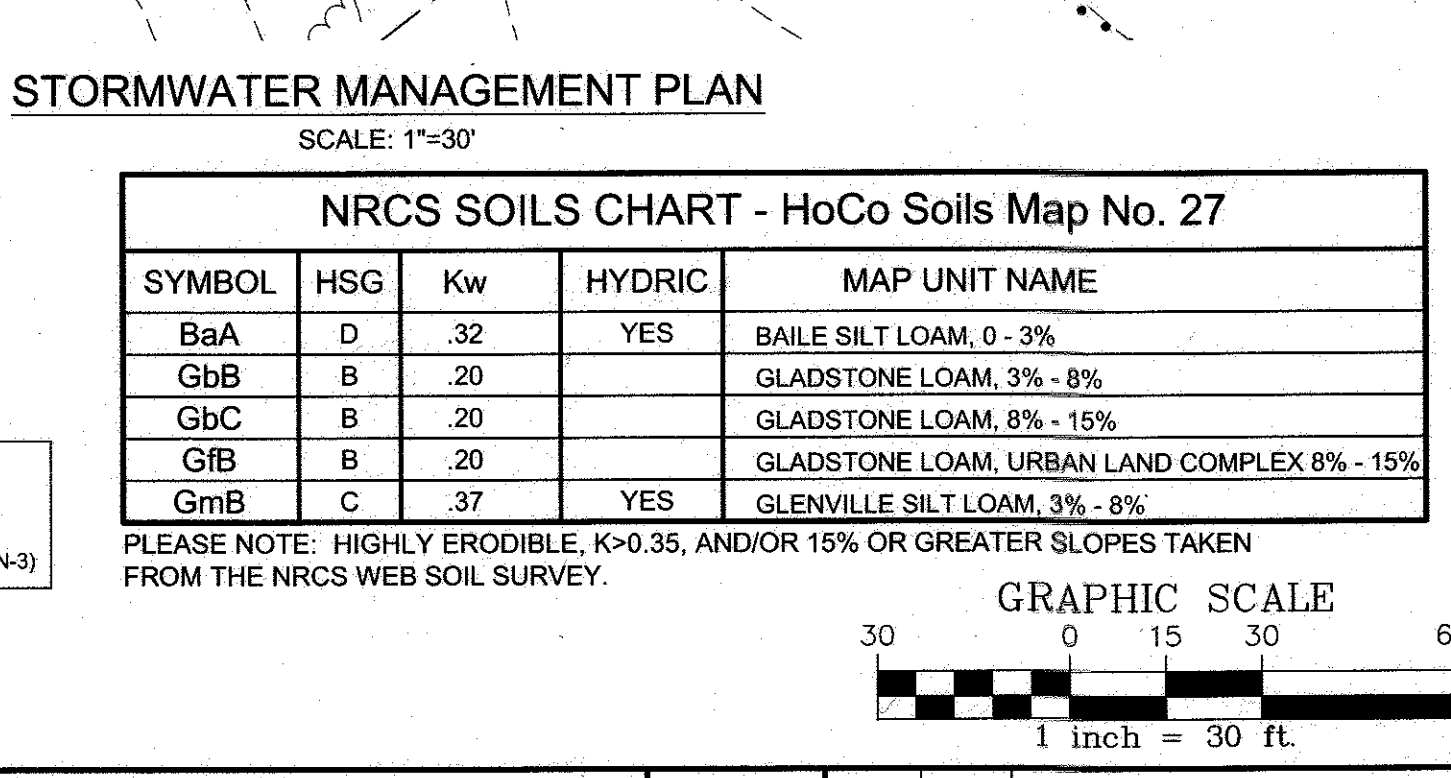 STORMWATER MANAGEMENT PLAN
SCALE: 1"=30'
NRCS SOILS CHART - HoCo Soils Map No. 27
SYMBOL HSG Kw HYDRIC MAP UNIT NAME
BaA D .32 YES BAILE SILT LOAM, 0 - 3%
GbB B .20 GLADSTONE LOAM, 3% - 8%
GbC B .20 GLADSTONE LOAM, 8% - 15%
GfB B .20 GLADSTONE LOAM, URBAN LAND COMPLEX 8% - 15%
GmB C .37 YES GLENVILLE SILT LOAM, 3% - 8%
N-3)
PLEASE NOTE: HIGHLY ERODIBLE, K>0.35, AND/OR 15% OR GREATER SLOPES TAKEN
FROM THE NRCS WEB SOIL SURVEY.
GRAPHIC SCALE
30 0 15 30 6
1 inch = 30 ft.